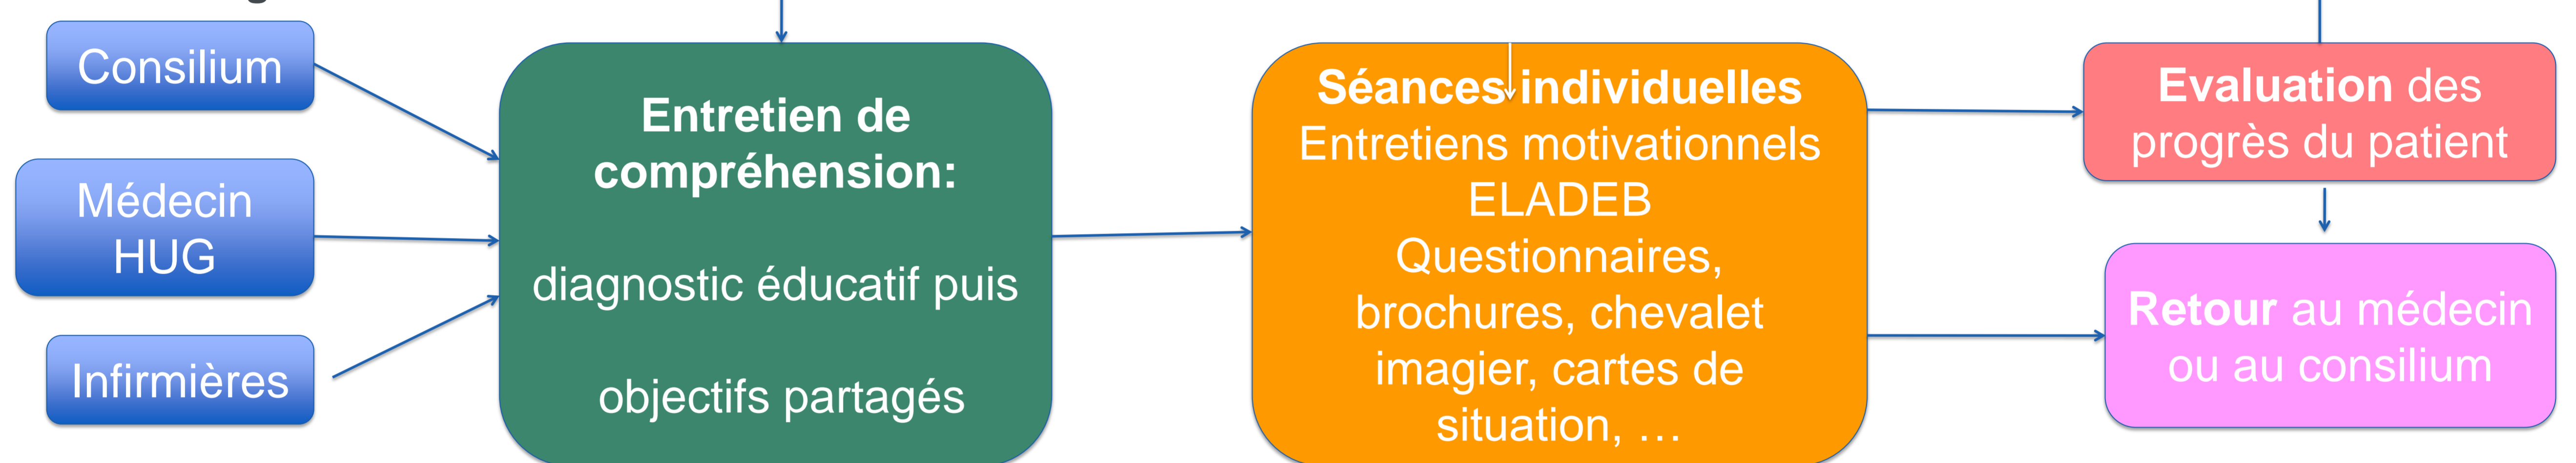 Consilium
Médecin
HUG
Infirmières
Entretien de
compréhension:
diagnostic éducatif puis
objectifs partagés
Séances individuelles
Entretiens motivationnels
ELADEB
Questionnaires,
brochures, chevalet
imagier, cartes de
situation, …
Evaluation des
progrès du patient
Retour au médecin
ou au consilium